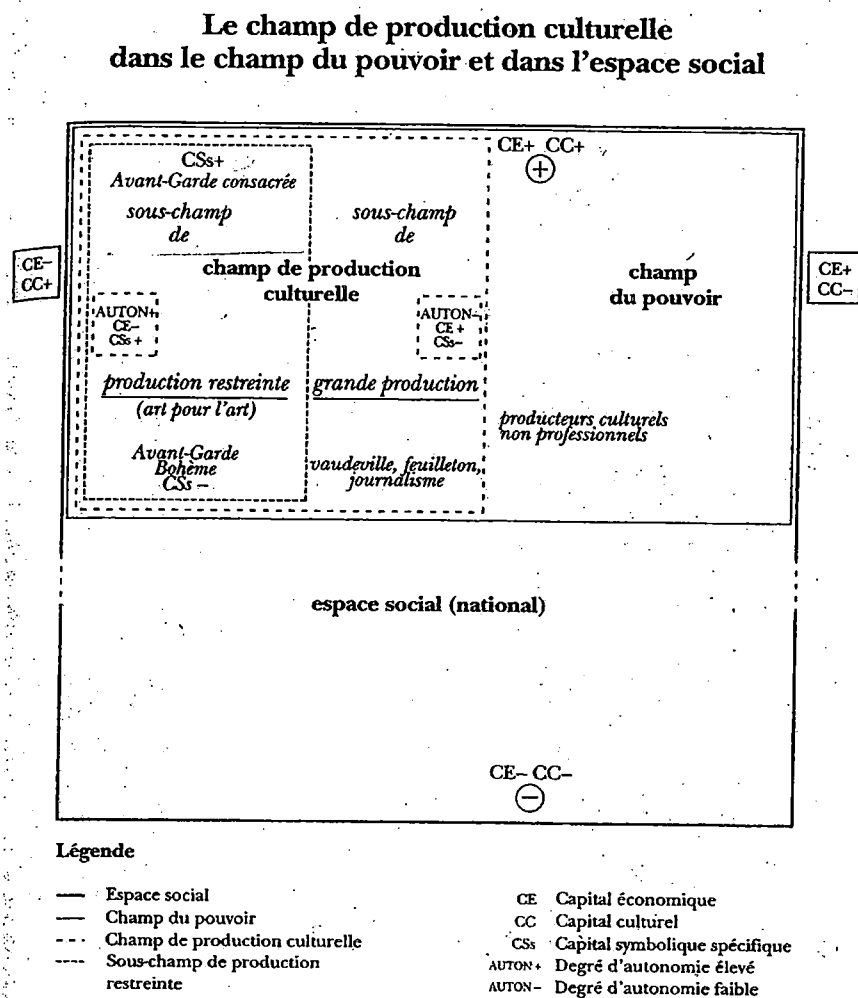 Le champ de production culturelle
dans le champ du pouvoir et dans l'espace social
CE+ CC+
+
CSs+
Avant-Garde consacrée
sous-champ
de
sous-champ
de
CE–
CC+
champ de production
culturelle
champ
du pouvoir
CE+
CC–
AUTON+
CE–
CSs+
AUTON–
CE+
CSs–
production restreinte
(art pour l'art)
grande production
producteurs culturels
non professionnels
Avant-Garde
Bohème
CSs –
vaudeville, feuilleton,
journalisme
espace social (national)
CE– CC–
–
Légende
Espace social
Champ du pouvoir
Champ de production culturelle
Sous-champ de production
restreinte
CE Capital économique
CC Capital culturel
CSs Capital symbolique spécifique
AUTON+ Degré d'autonomie élevé
AUTON– Degré d'autonomie faible